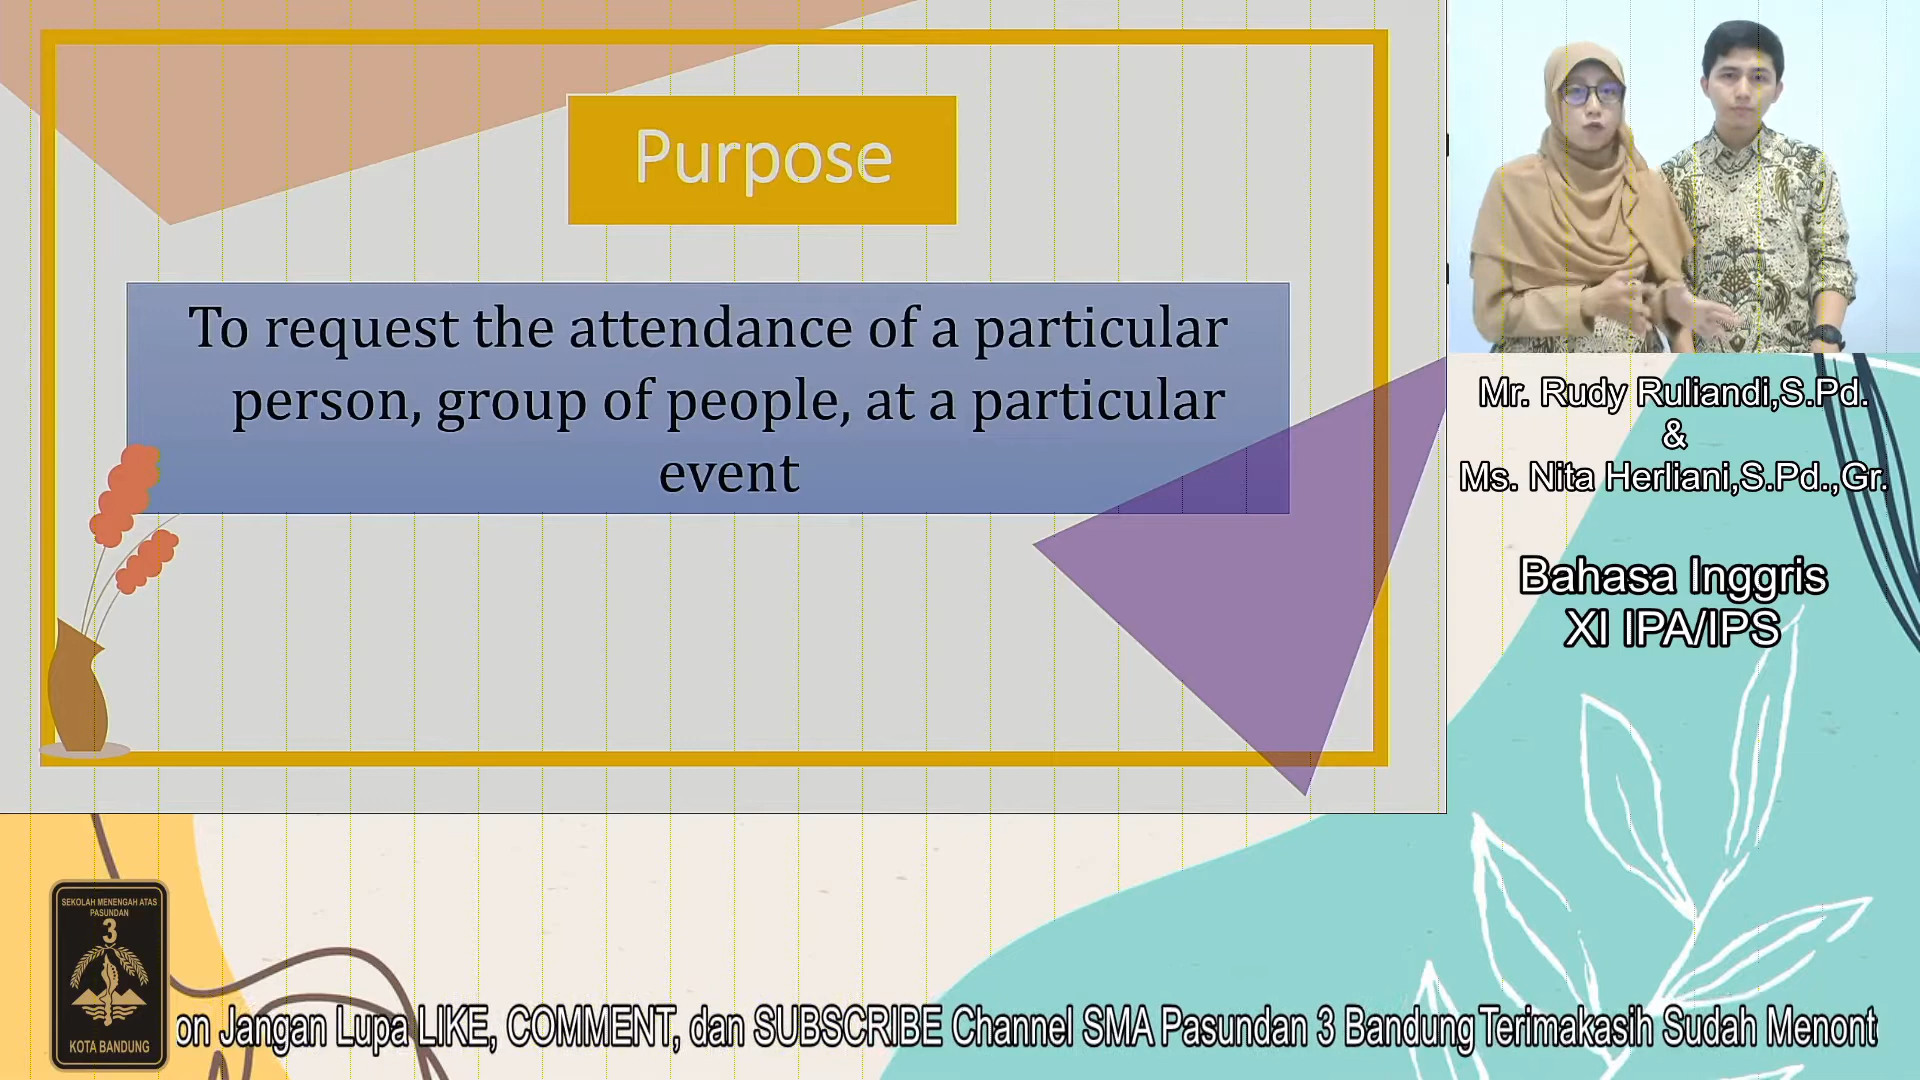 Purpose
To request the attendance of a particular
person, group of people, at a particular
event
Mr. Rudy Ruliandi,S.Pd.
&
Ms. Nita Herliani,S.Pd.,Gr.
Bahasa Inggris
XI IPA/IPS
SEKOLAH MENENGAH ATAS
PASUNDAN
3
KOTA BANDUNG
on Jangan Lupa LIKE, COMMENT, dan SUBSCRIBE Channel SMA Pasundan 3 Bandung Terimakasih Sudah Menont